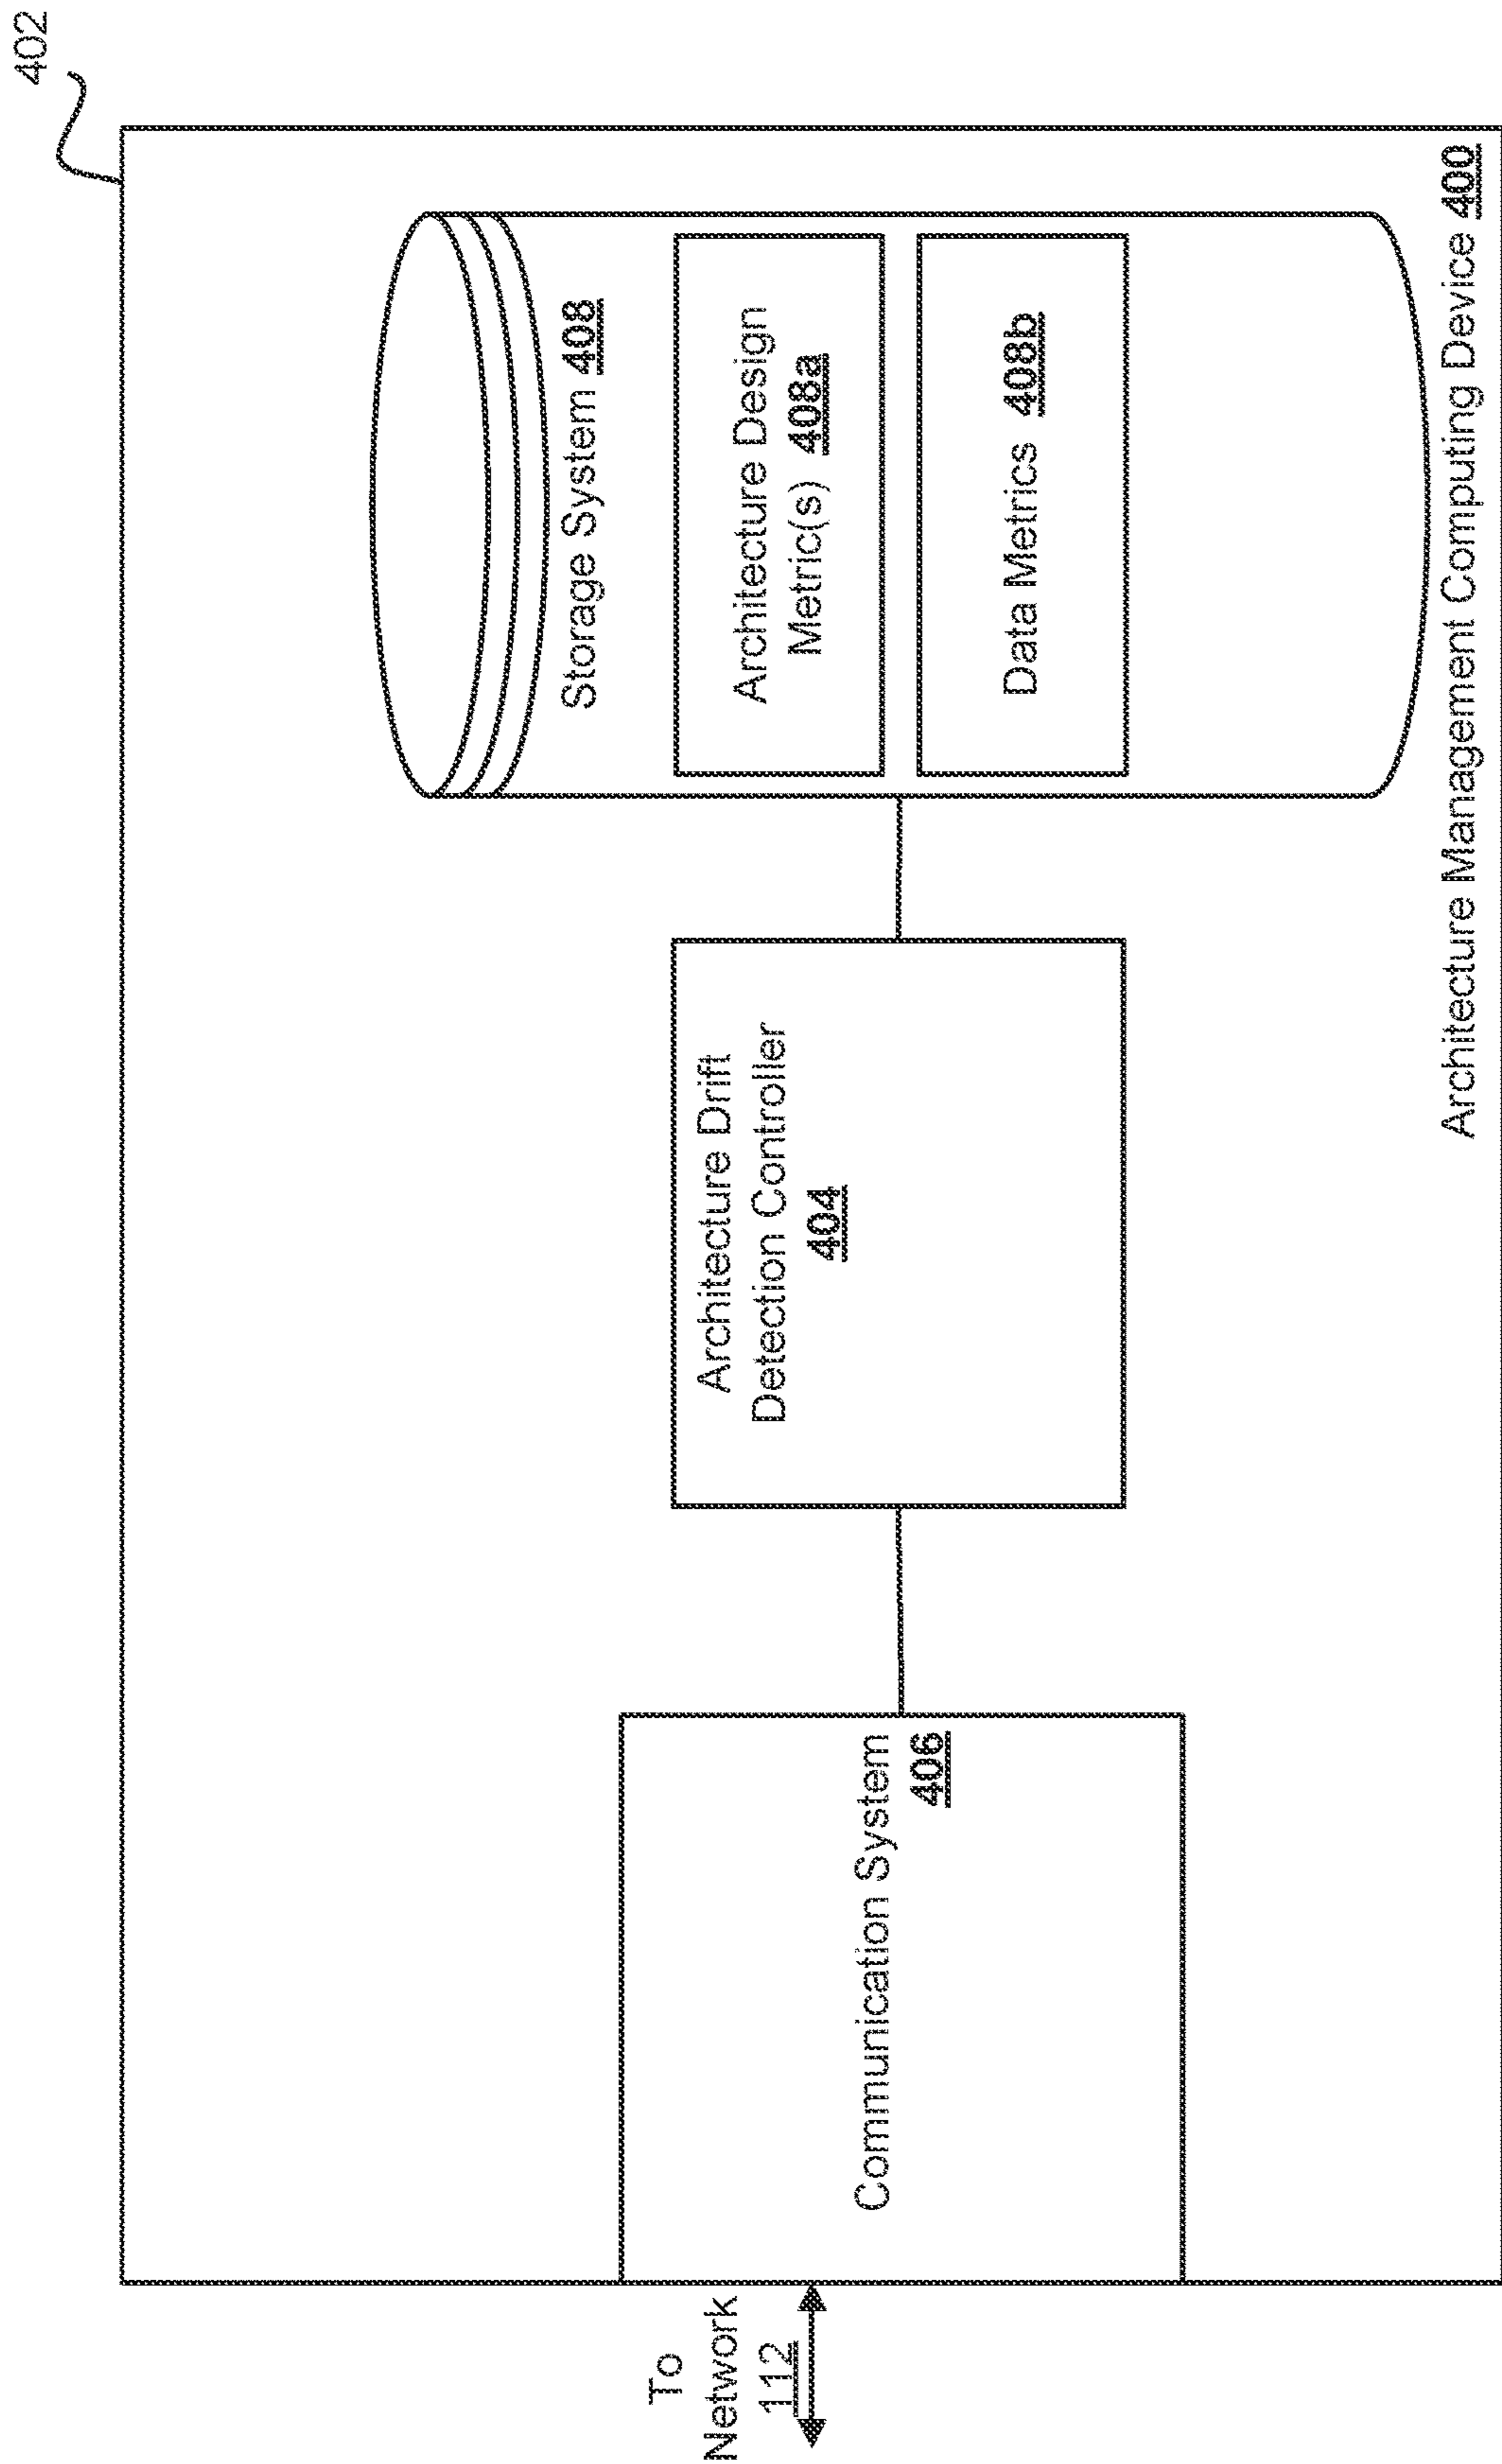 402
Storage System 408
Architecture Design
Metric(s) 408a
Data Metrics 408b
Architecture Drift
Detection Controller
404
Communication System
406
To
Network
112
Architecture Management Computing Device 400